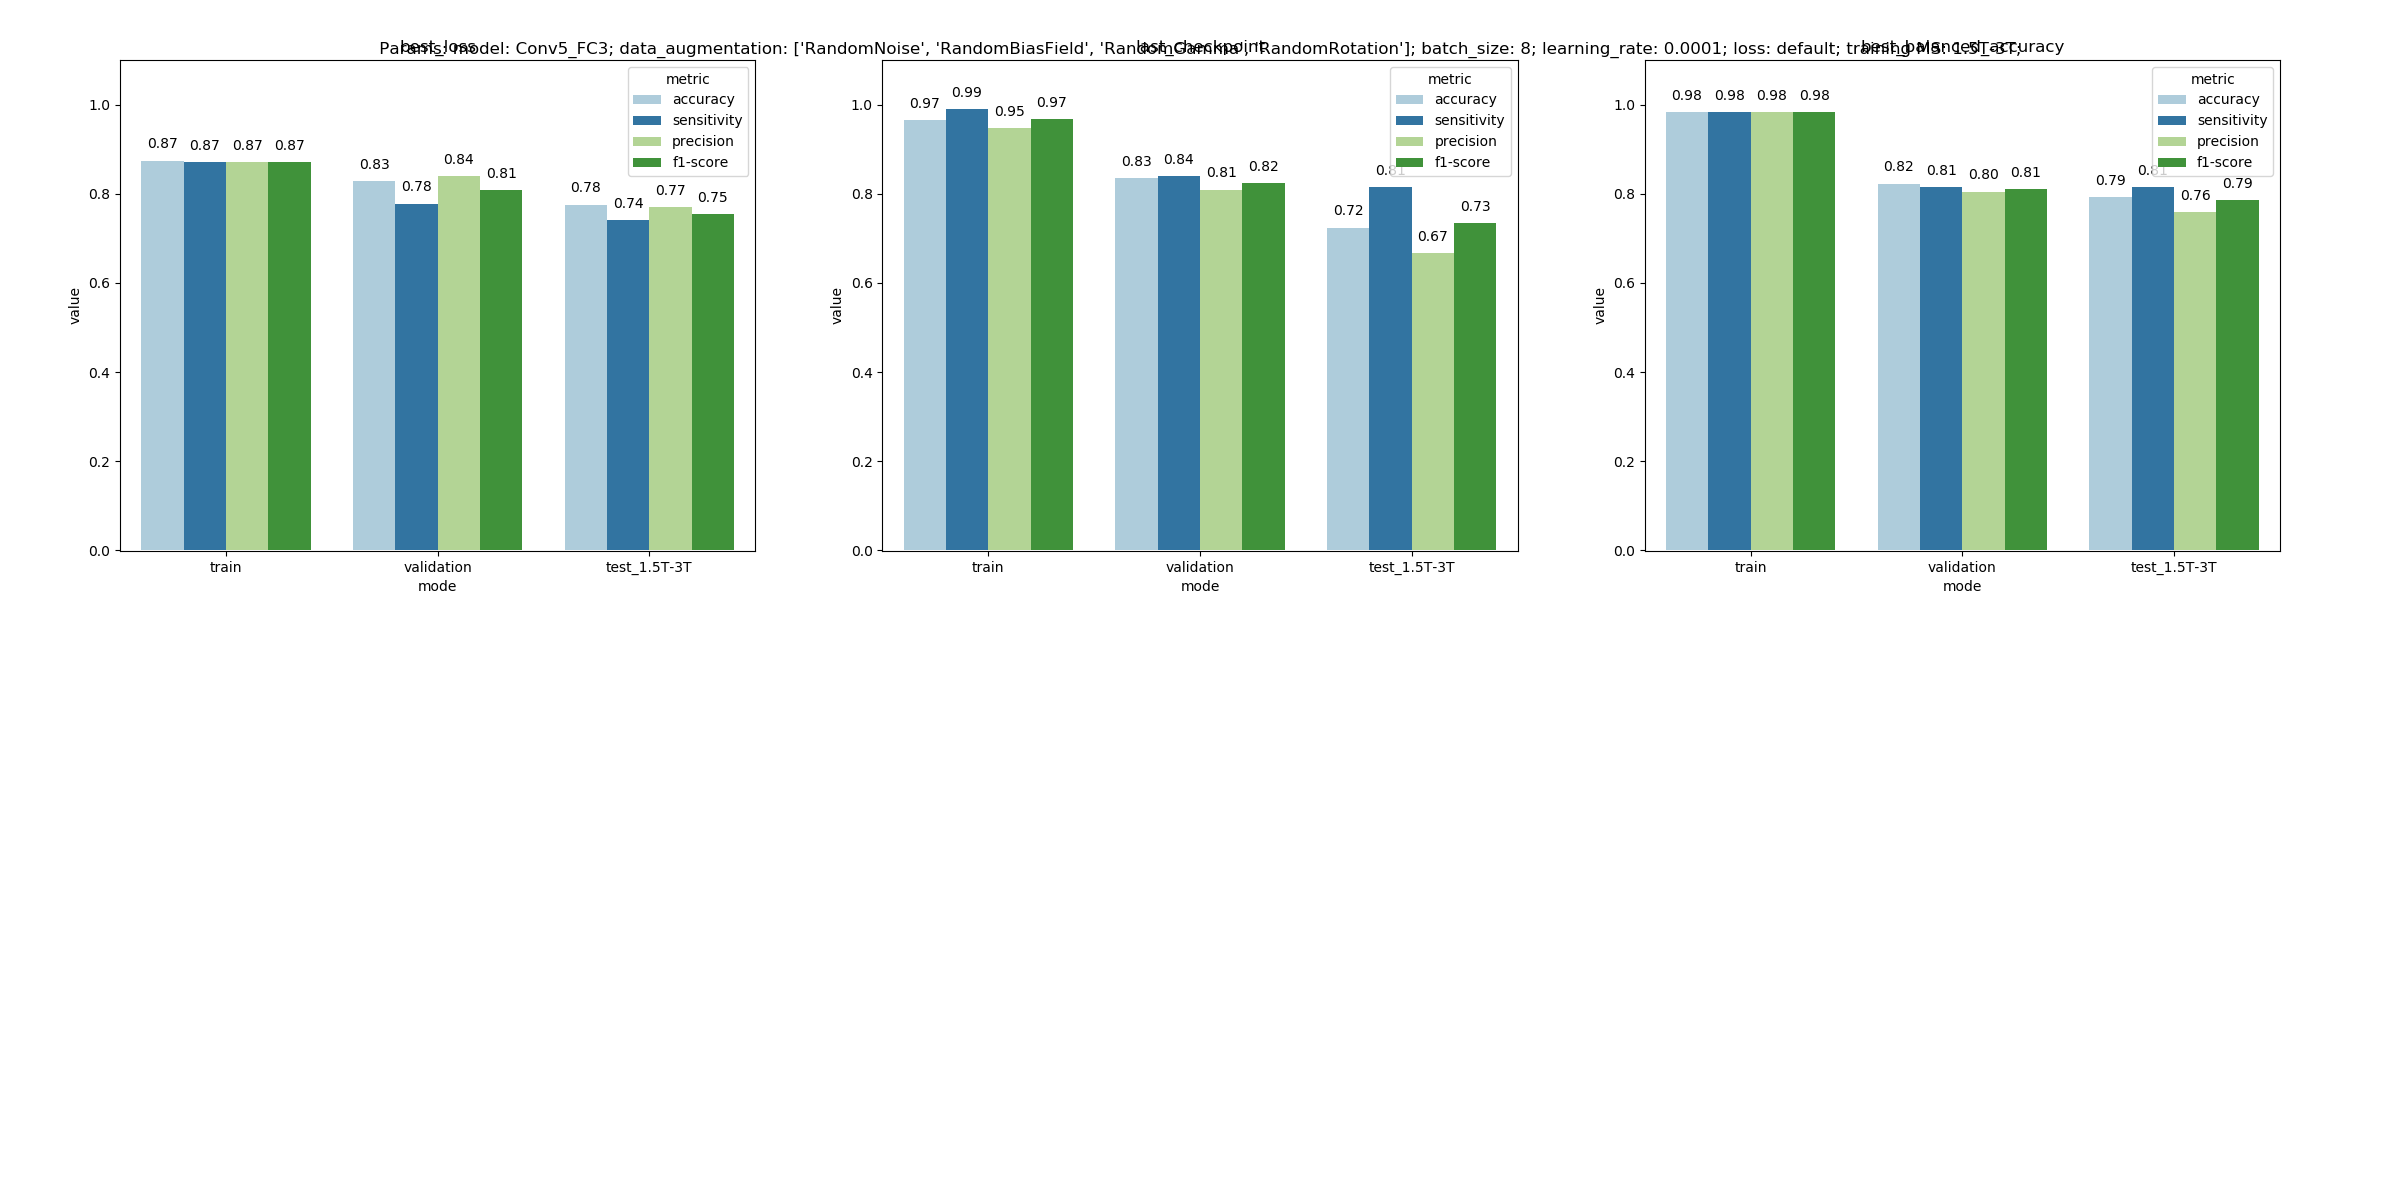 best_loss
last_checkpoint
best_balanced_accuracy
Params: model: Conv5_FC3; data_augmentation: ['RandomNoise', 'RandomBiasField', 'RandomGamma', 'RandomRotation']; batch_size: 8; learning_rate: 0.0001; loss: default; training MS: 1.5T-3T;
metric
accuracy
sensitivity
precision
f1-score
1.0
0.8
0.6
0.4
0.2
0.0
value
0.87 0.87 0.87 0.87
0.83 0.78 0.84 0.81
0.78 0.74 0.77 0.75
train validation test_1.5T-3T
mode
metric
accuracy
sensitivity
precision
f1-score
1.0
0.8
0.6
0.4
0.2
0.0
value
0.97 0.99 0.95 0.97
0.83 0.84 0.81 0.82
0.72 0.81 0.67 0.73
train validation test_1.5T-3T
mode
metric
accuracy
sensitivity
precision
f1-score
1.0
0.8
0.6
0.4
0.2
0.0
value
0.98 0.98 0.98 0.98
0.82 0.81 0.80 0.81
0.79 0.81 0.76 0.79
train validation test_1.5T-3T
mode